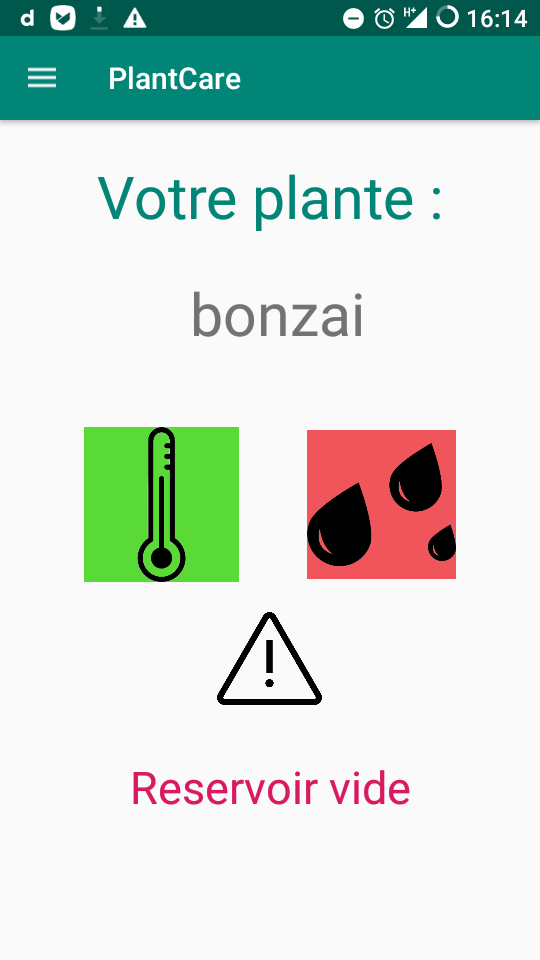 d
H+
16:14
PlantCare
Votre plante :
bonzai
Reservoir vide